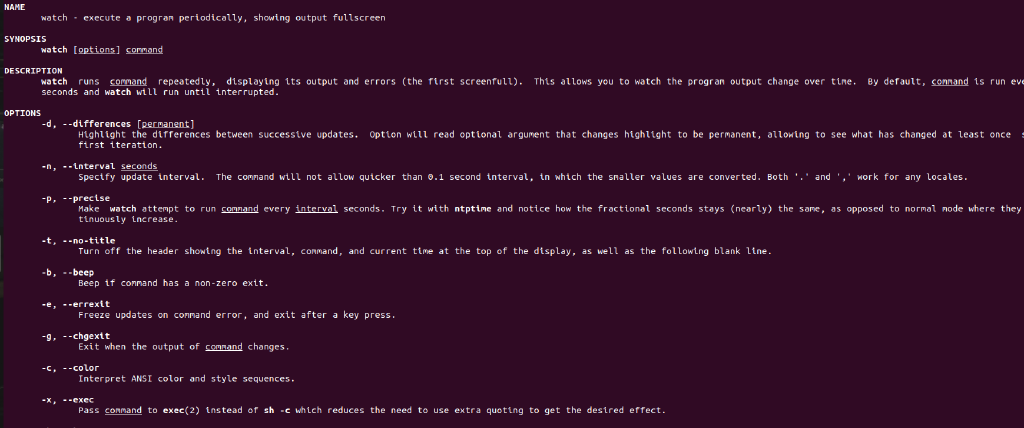 NAME
watch - execute a program periodically, showing output fullscreen
SYNOPSIS
watch [options] command
DESCRIPTION
watch runs command repeatedly, displaying its output and errors (the first screenfull). This allows you to watch the program output change over time. By default, command is run eve
seconds and watch will run until interrupted.
OPTIONS
-d, --differences [permanent]
Highlight the differences between successive updates. Option will read optional argument that changes highlight to be permanent, allowing to see what has changed at least once s
first iteration.
-n, --interval seconds
Specify update interval. The command will not allow quicker than 0.1 second interval, in which the smaller values are converted. Both '.' and ',' work for any locales.
-p, --precise
Make watch attempt to run command every interval seconds. Try it with ntptime and notice how the fractional seconds stays (nearly) the same, as opposed to normal mode where they
tinuously increase.
-t, --no-title
Turn off the header showing the interval, command, and current time at the top of the display, as well as the following blank line.
-b, --beep
Beep if command has a non-zero exit.
-e, --errexit
Freeze updates on command error, and exit after a key press.
-g, --chgexit
Exit when the output of command changes.
-c, --color
Interpret ANSI color and style sequences.
-x, --exec
Pass command to exec(2) instead of sh -c which reduces the need to use extra quoting to get the desired effect.